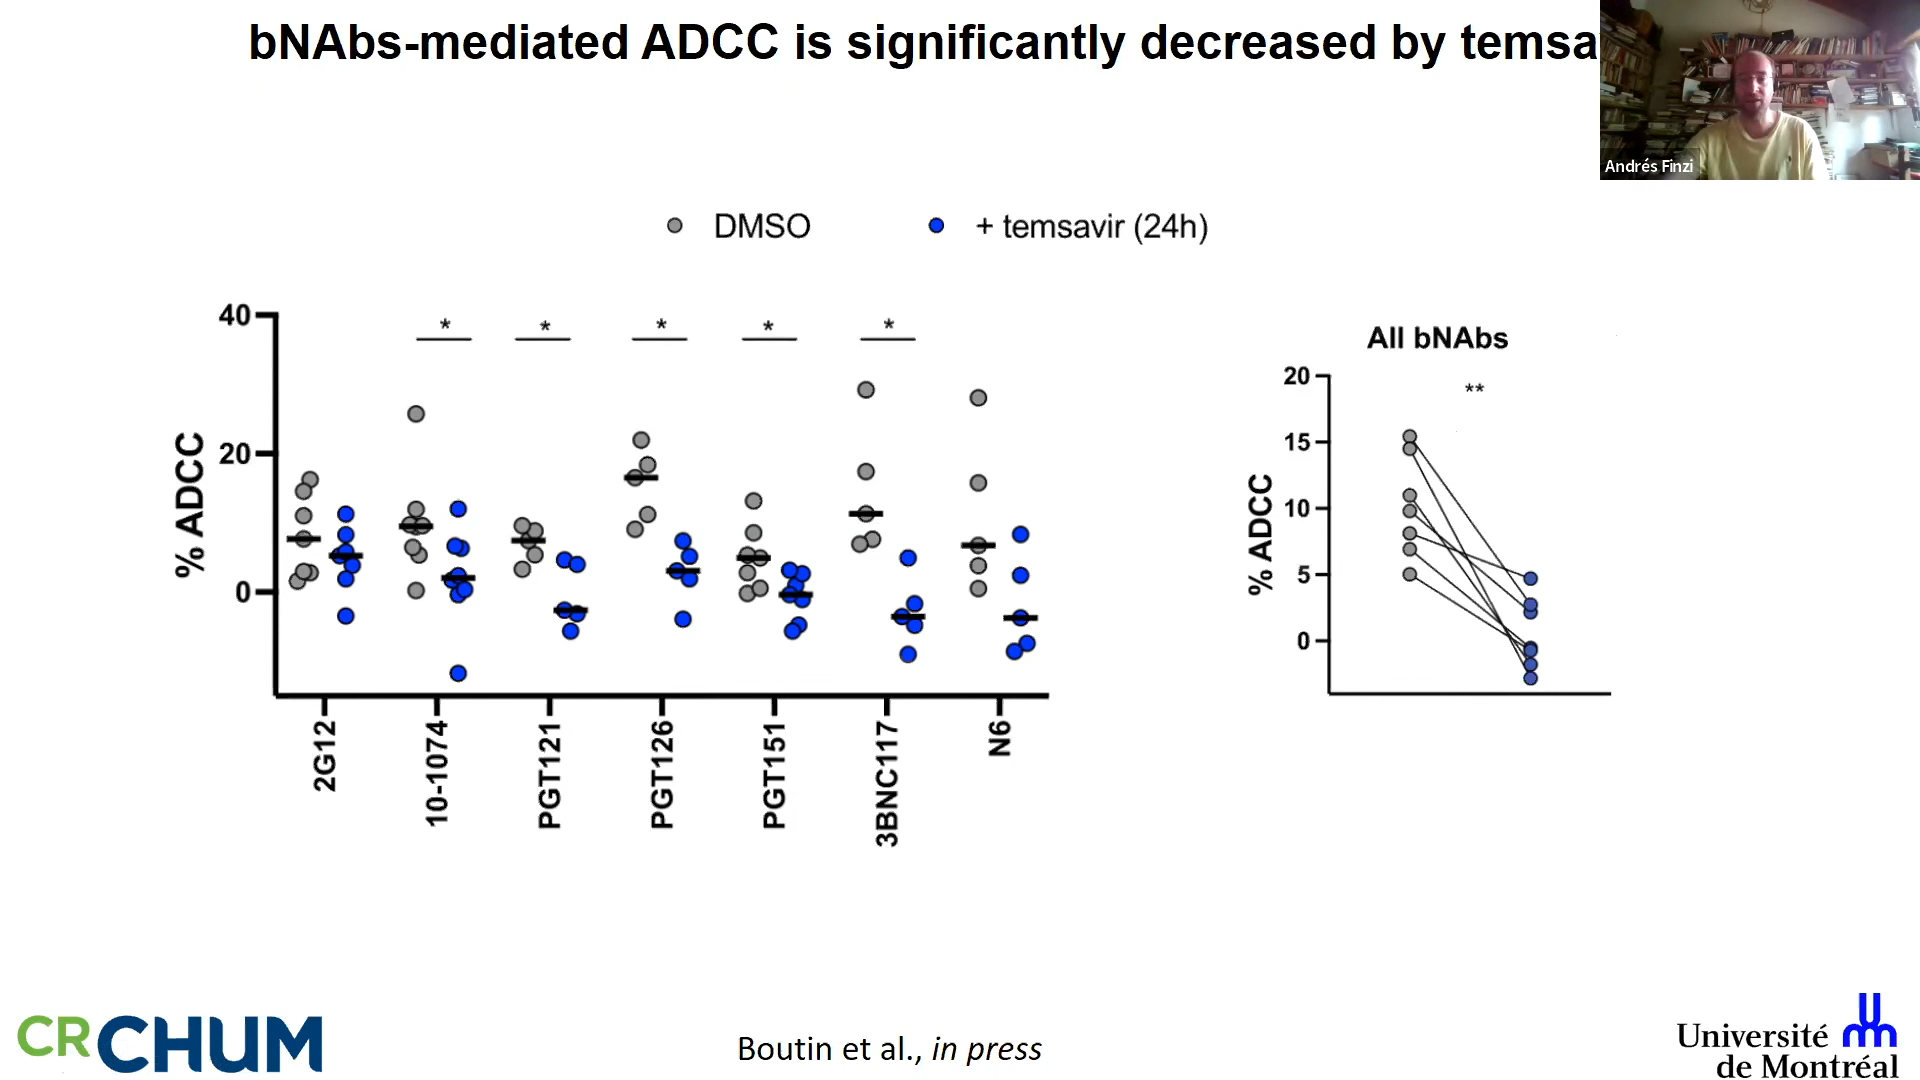 bNAbs-mediated ADCC is significantly decreased by temsa
Andrés Finzi
DMSO
+ temsavir (24h)
% ADCC
40
20
0
*
*
*
*
*
2G12
10-1074
PGT121
PGT126
PGT151
3BNC117
N6
All bNAbs
**
% ADCC
20
15
10
5
0
CRCHUM
Boutin et al., in press
Université
de Montréal